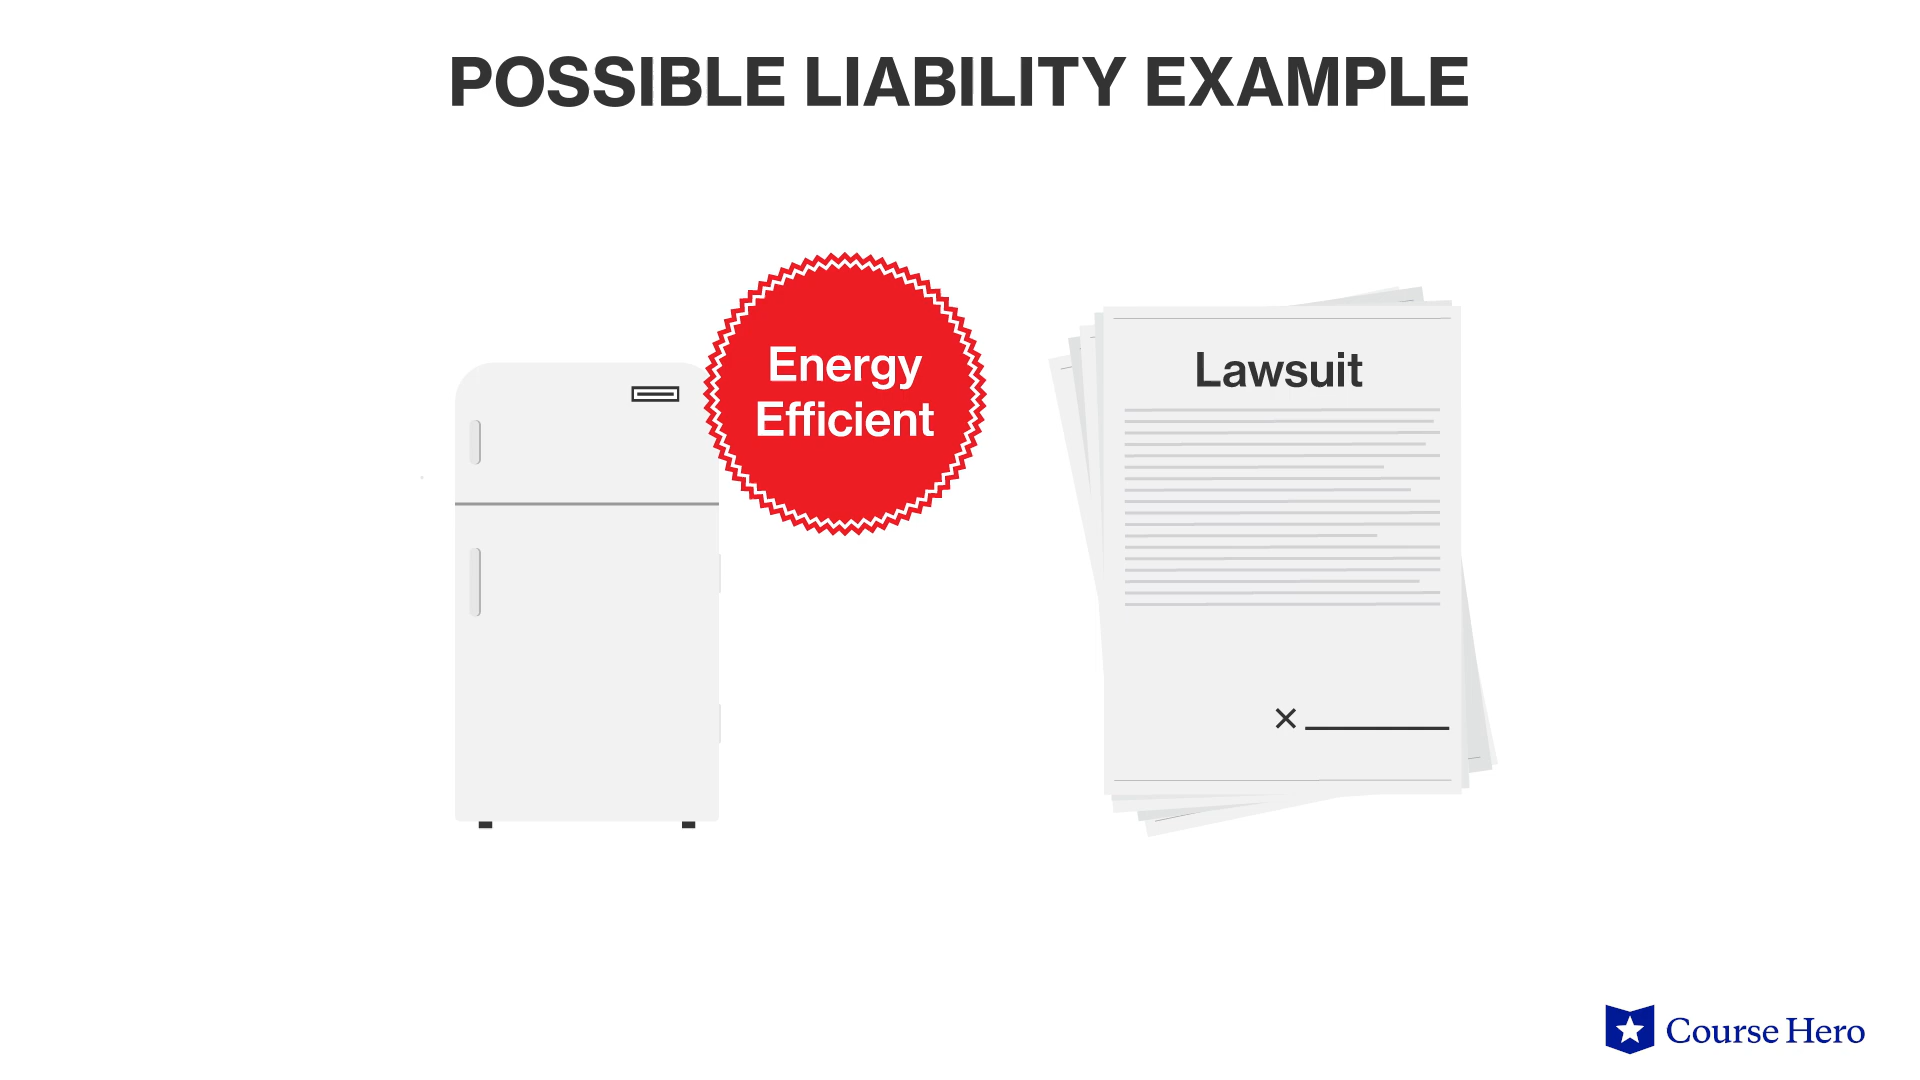 POSSIBLE LIABILITY EXAMPLE
Energy
Efficient
Lawsuit
×
Course Hero